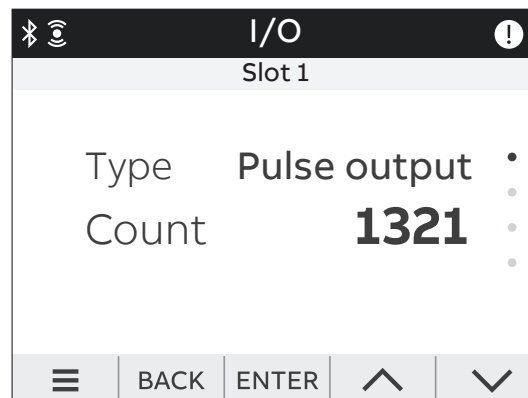 I/O
Slot 1
Type Pulse output
Count 1321
BACK ENTER